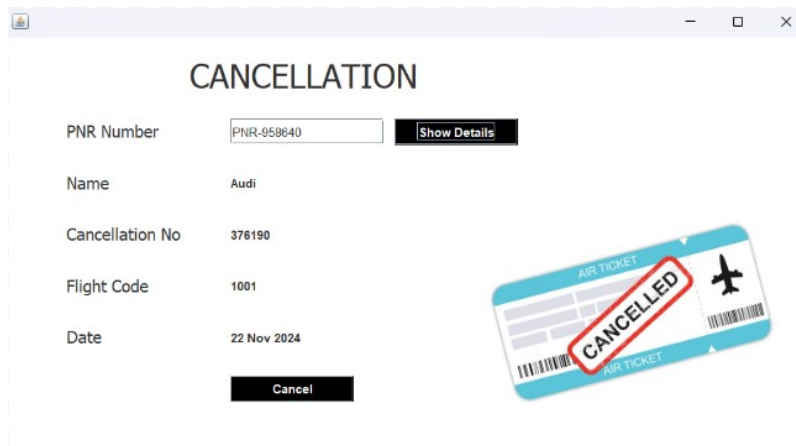 CANCELLATION
PNR Number PNR-958640 Show Details
Name Audi
Cancellation No 376190
Flight Code 1001
Date 22 Nov 2024
Cancel
AIR TICKET
CANCELLED
AIR TICKET